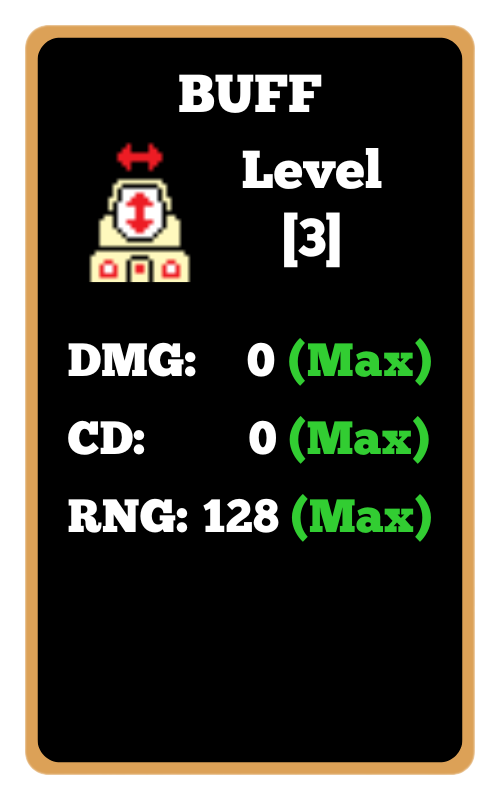 BUFF
Level
[3]
DMG: 0 (Max)
CD: 0 (Max)
RNG: 128 (Max)